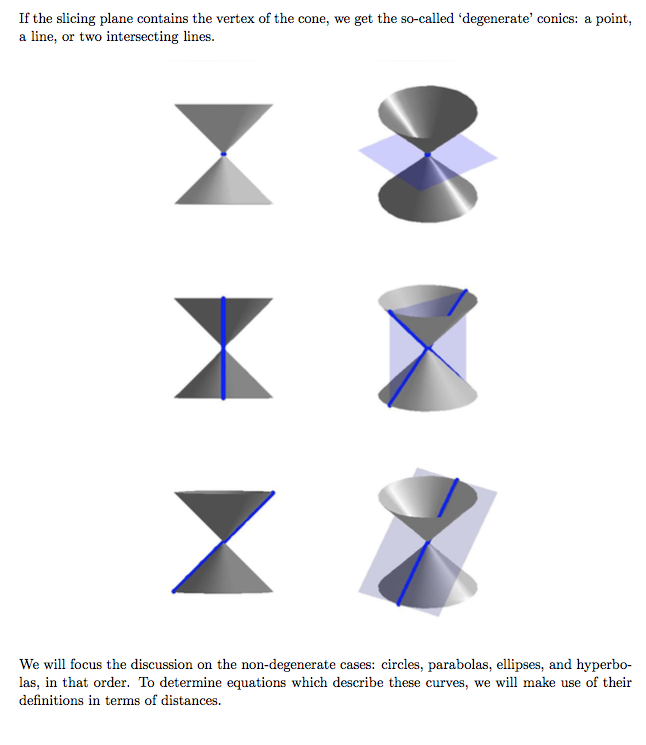 If the slicing plane contains the vertex of the cone, we get the so-called ‘degenerate’ conics: a point,
a line, or two intersecting lines.
We will focus the discussion on the non-degenerate cases: circles, parabolas, ellipses, and hyperbo-
las, in that order. To determine equations which describe these curves, we will make use of their
definitions in terms of distances.